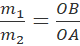 m₁/m₂ = OB/OA